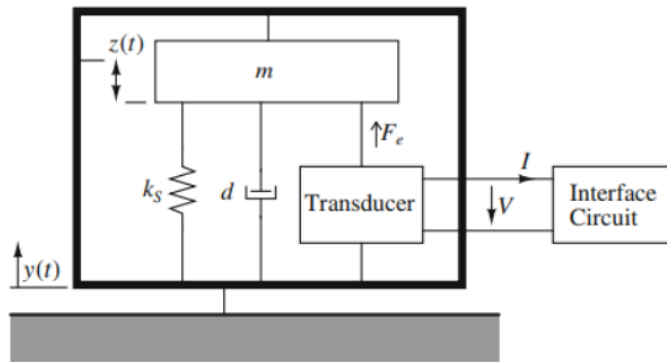 z(t)
m
F_e
I
k_S
d
Transducer
V
Interface
Circuit
y(t)